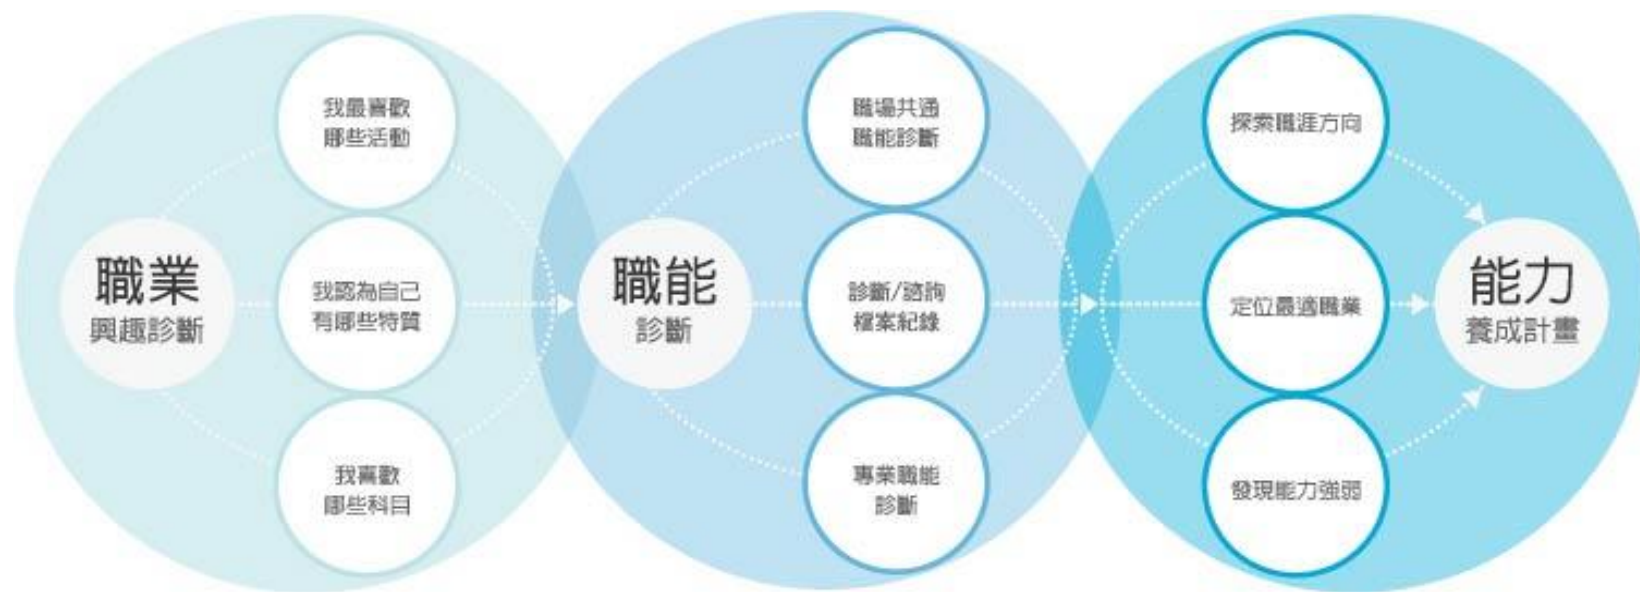 職業
興趣診斷
我最喜歡
哪些活動
我認為自己
有哪些特質
我喜歡
哪些科目
職能
診斷
職場共通
職能診斷
診斷/諮詢
檔案紀錄
專業職能
診斷
探索職涯方向
定位最適職業
發現能力強弱
能力
養成計畫